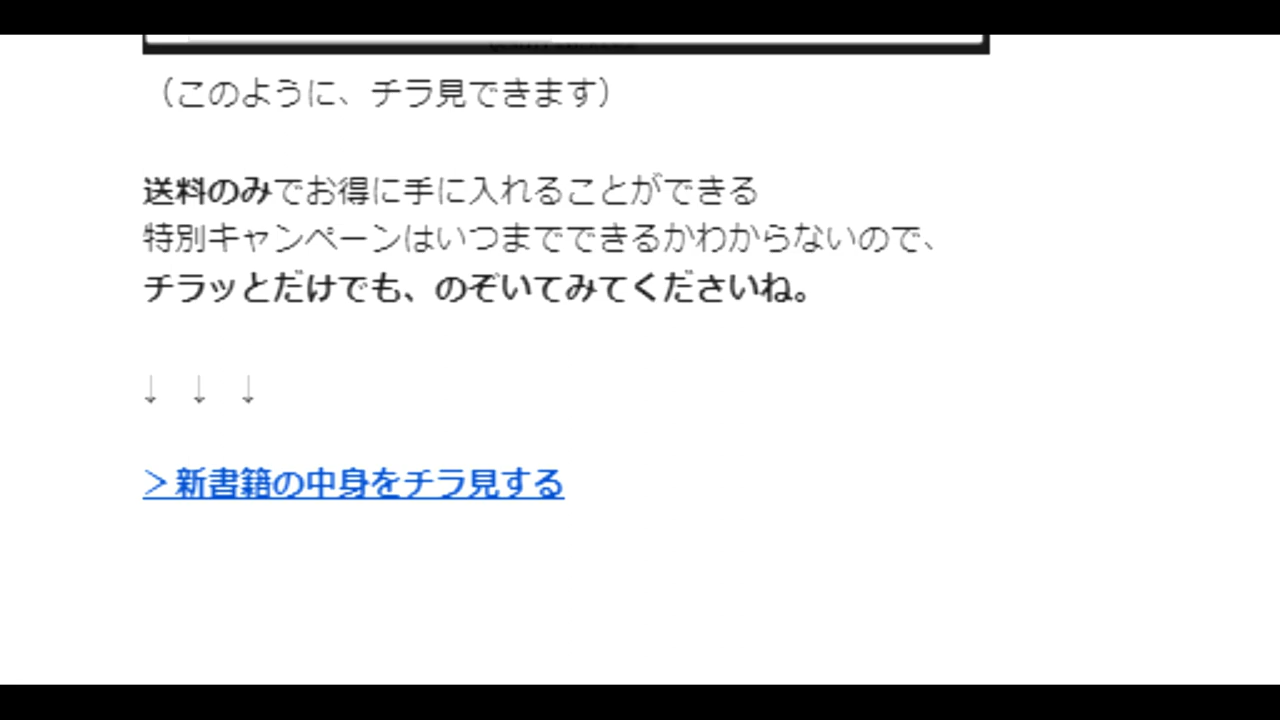 （このように、チラ見できます）
送料のみでお得に手に入れることができる
特別キャンペーンはいつまでできるかわからないので、
チラッとだけでも、のぞいてみてくださいね。
↓ ↓ ↓
＞新書籍の中身をチラ見する